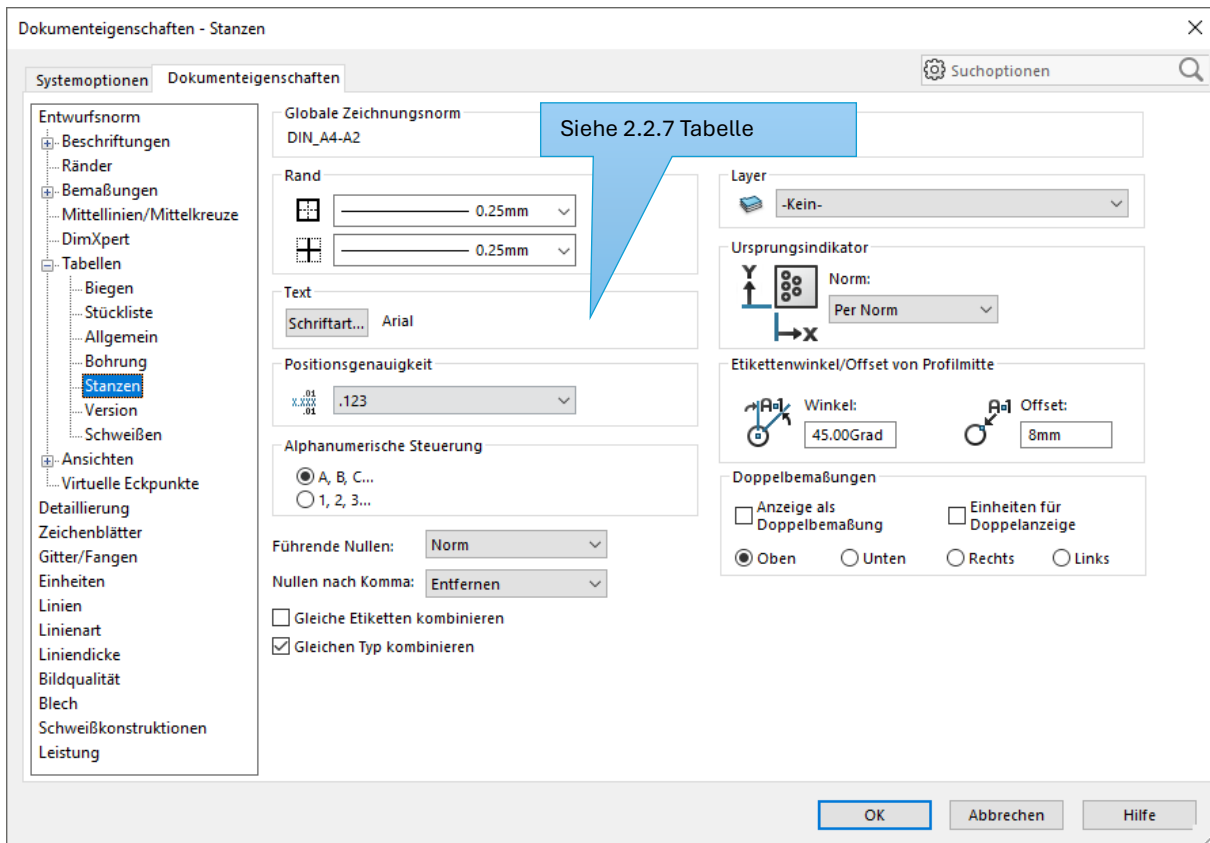 Dokumenteigenschaften - Stanzen
Systemoptionen
Dokumenteigenschaften
Suchoptionen
Entwurfsnorm
Beschriftungen
Ränder
Bemaßungen
Mittellinien/Mittelkreuze
DimXpert
Tabellen
Biegen
Stückliste
Allgemein
Bohrung
Stanzen
Version
Schweißen
Ansichten
Virtuelle Eckpunkte
Detaillierung
Zeichenblätter
Gitter/Fangen
Einheiten
Linien
Linienart
Liniendicke
Bildqualität
Blech
Schweißkonstruktionen
Leistung
Globale Zeichnungsnorm
DIN_A4-A2
Siehe 2.2.7 Tabelle
Rand
0.25mm
0.25mm
Text
Schriftart... Arial
Positionsgenauigkeit
.01
x.xxx
.01
.123
Alphanumerische Steuerung
A, B, C...
1, 2, 3...
Führende Nullen: Norm
Nullen nach Komma: Entfernen
Gleiche Etiketten kombinieren
Gleichen Typ kombinieren
Layer
-Kein-
Ursprungsindikator
Y
X
Norm:
Per Norm
Etikettenwinkel/Offset von Profilmitte
A-1
Winkel:
45.00Grad
A-1
Offset:
8mm
Doppelbemaßungen
Anzeige als
Doppelbemaßung
Einheiten für
Doppelanzeige
Oben Unten Rechts Links
OK Abbrechen Hilfe